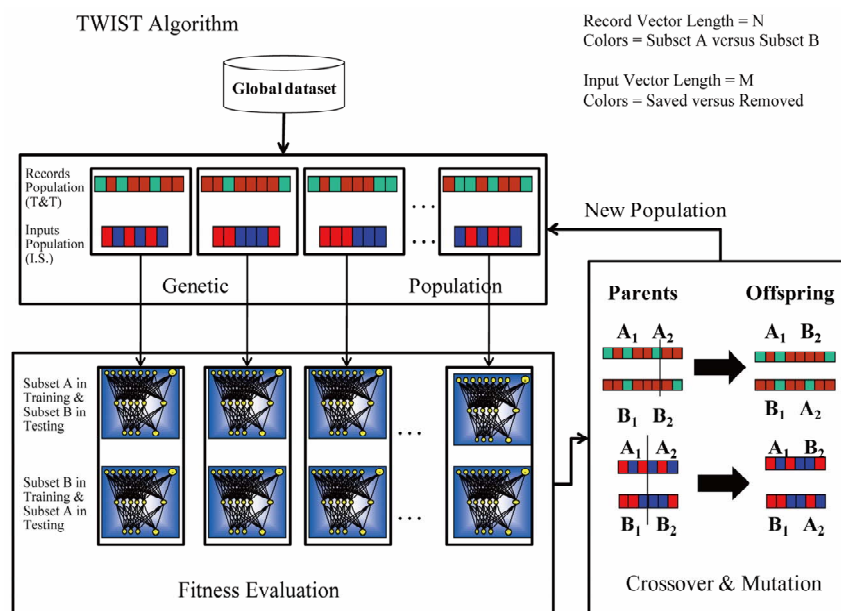 TWIST Algorithm
Record Vector Length = N
Colors = Subset A versus Subset B
Input Vector Length = M
Colors = Saved versus Removed
Global dataset
Records
Population
(T&T)
...
Inputs
Population
(I.S.)
...
Genetic
Population
New Population
Parents
Offspring
A1 A2
A1 B2
B1 B2
B1 A2
A1 A2
A1 B2
B1 B2
B1 A2
Crossover & Mutation
Subset A in
Training &
Subset B in
Testing
...
Subset B in
Training &
Subset A in
Testing
...
Fitness Evaluation